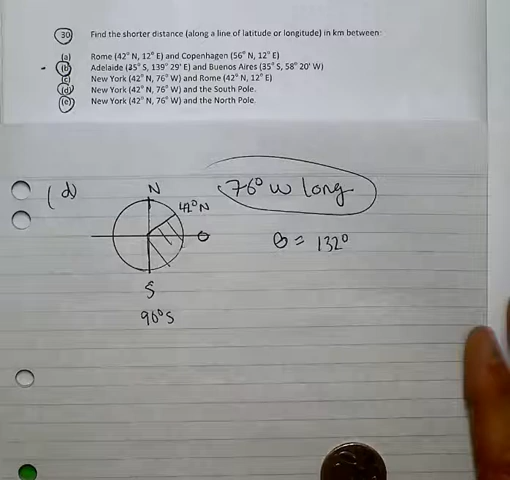 30 Find the shorter distance (along a line of latitude or longitude) in km between:
(a) Rome (42° N, 12° E) and Copenhagen (56° N, 12° E)
(b) Adelaide (35° S, 139° 29' E) and Buenos Aires (35° S, 58° 20' W)
(c) New York (42° N, 76° W) and Rome (42° N, 12° E)
(d) New York (42° N, 76° W) and the South Pole.
(e) New York (42° N, 76° W) and the North Pole.
(d) N 76° W long
42° N
0 θ = 132°
S
90° S